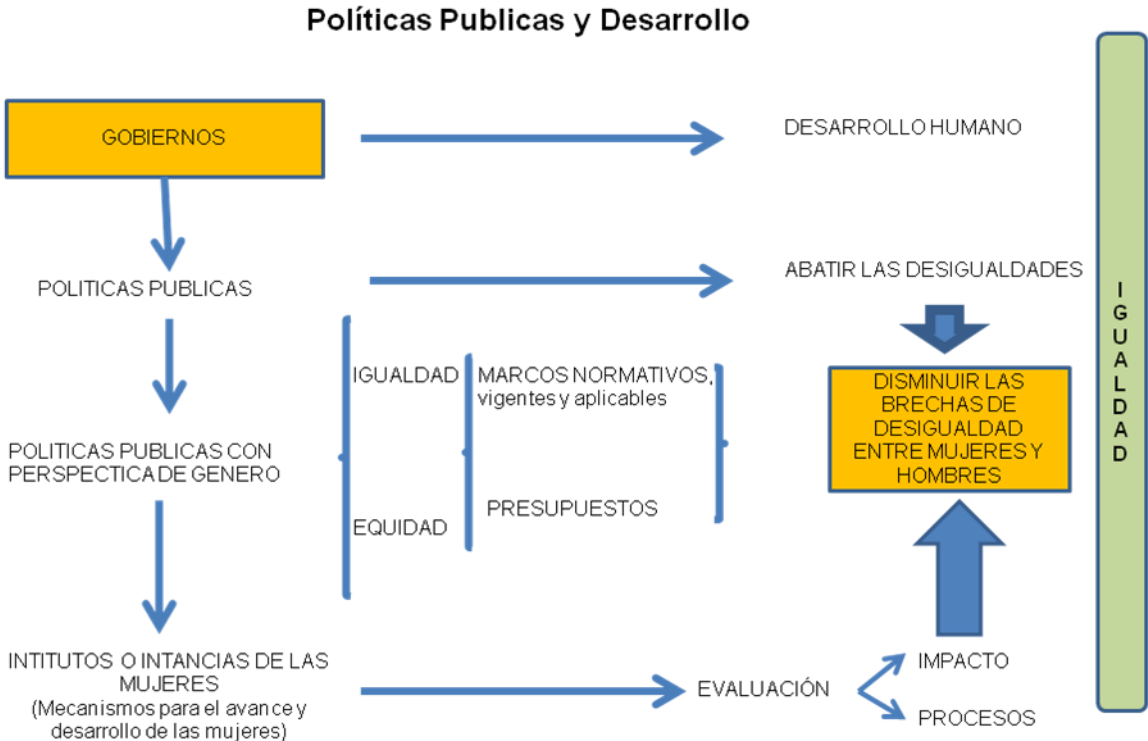 Políticas Publicas y Desarrollo
GOBIERNOS
DESARROLLO HUMANO
POLITICAS PUBLICAS
ABATIR LAS DESIGUALDADES
IGUALDAD
MARCOS NORMATIVOS,
vigentes y aplicables
DISMINUIR LAS
BRECHAS DE
DESIGUALDAD
ENTRE MUJERES Y
HOMBRES
POLITICAS PUBLICAS CON
PERSPECTICA DE GENERO
EQUIDAD
PRESUPUESTOS
INTITUTOS O INTANCIAS DE LAS
MUJERES
(Mecanismos para el avance y
desarrollo de las mujeres)
EVALUACIÓN
IMPACTO
PROCESOS
IGUALDAD